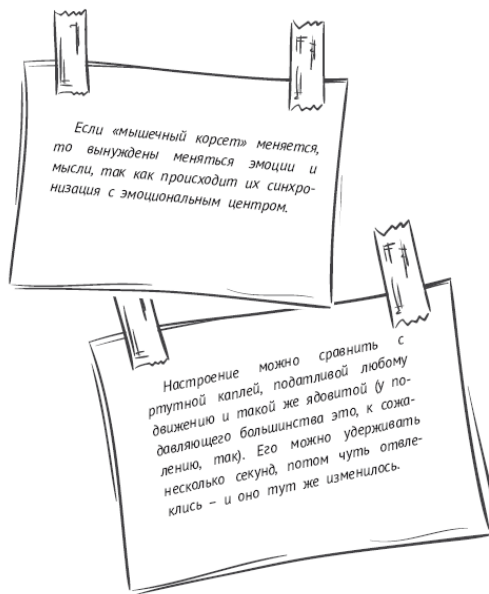 Если «мышечный корсет» меняется,
то вынуждены меняться эмоции и
мысли, так как происходит их синхро-
низация с эмоциональным центром.
Настроение можно сравнить с
ртутной каплей, податливой любому
движению и такой же ядовитой (у по-
давляющего большинства это, к сожа-
лению, так). Его можно удерживать
несколько секунд, потом чуть отвле-
клись – и оно тут же изменилось.